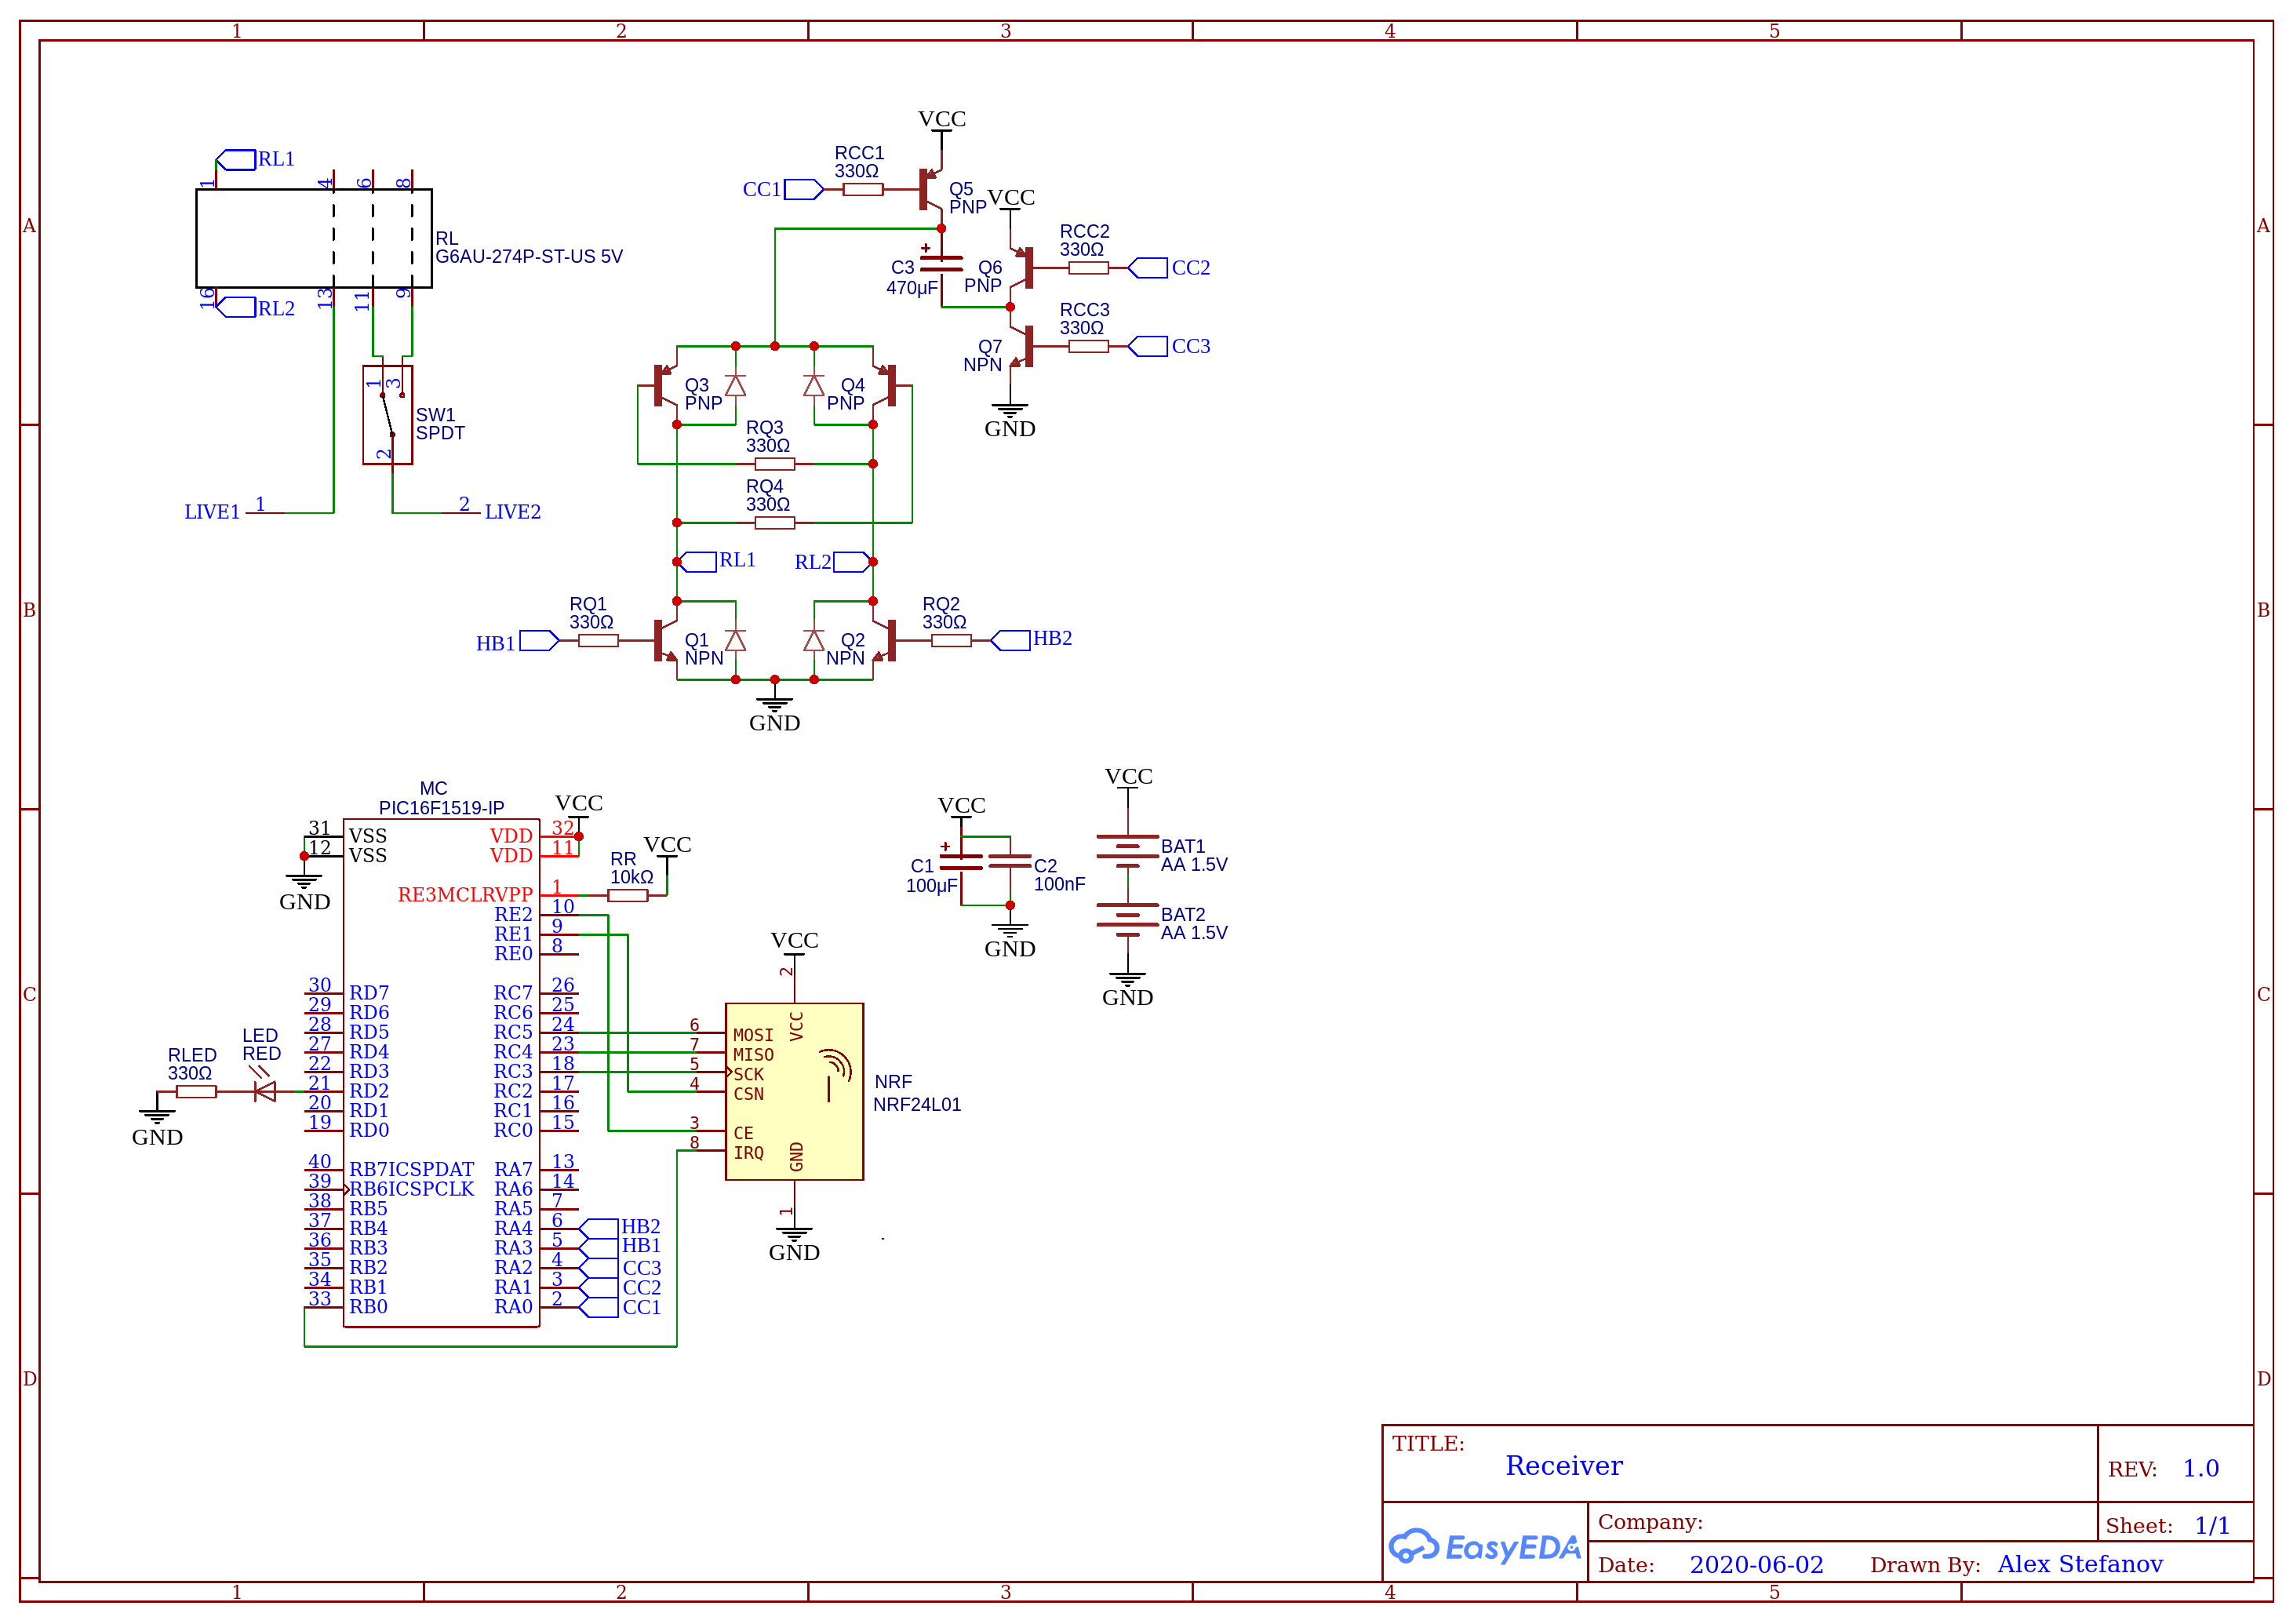 1 2 3 4 5
A
B
C
D
A
B
C
D
1 2 3 4 5
RL1
1 4 6 8
RL
G6AU-274P-ST-US 5V
16 13 11 9
RL2
1 3
2
SW1
SPDT
LIVE1 1
2 LIVE2
VCC
RCC1
330Ω
CC1
Q5
PNP
VCC
RCC2
330Ω
CC2
+
C3
470μF
Q6
PNP
RCC3
330Ω
CC3
Q7
NPN
GND
Q3
PNP
Q4
PNP
RQ3
330Ω
RQ4
330Ω
RL1
RL2
RQ1
330Ω
HB1
Q1
NPN
Q2
NPN
RQ2
330Ω
HB2
GND
MC
PIC16F1519-IP
31 VSS
12 VSS
GND
VCC
VDD 32
VDD 11
VCC
RR
10kΩ
RE3MCLRVPP 1
RE2 10
RE1 9
RE0 8
30 RD7
29 RD6
28 RD5
27 RD4
22 RD3
21 RD2
20 RD1
19 RD0
RC7 26
RC6 25
RC5 24
RC4 23
RC3 18
RC2 17
RC1 16
RC0 15
40 RB7ICSPDAT
39 RB6ICSPCLK
38 RB5
37 RB4
36 RB3
35 RB2
34 RB1
33 RB0
RA7 13
RA6 14
RA5 7
RA4 6 HB2
RA3 5 HB1
RA2 4 CC3
RA1 3 CC2
RA0 2 CC1
LED
RED
RLED
330Ω
GND
VCC
2
VCC
6 MOSI
7 MISO
5 SCK
4 CSN
3 CE
8 IRQ
GND
1
GND
NRF
NRF24L01
VCC
+
C1
100μF
C2
100nF
GND
VCC
BAT1
AA 1.5V
BAT2
AA 1.5V
GND
TITLE:
Receiver
REV: 1.0
EasyEDA
Company:
Sheet: 1/1
Date: 2020-06-02
Drawn By: Alex Stefanov